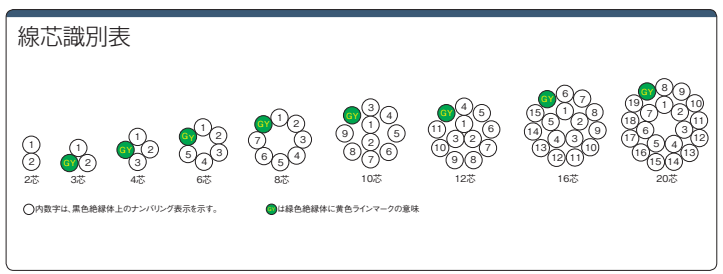 線芯識別表
1
2
2芯
1
GY 2
3芯
1
GY 2
3
4芯
1
GY 2
5 3
4
6芯
1
GY 2
7 3
6 4
5
8芯
3
GY 4
1
9 5
2
8 6
7
10芯
4
GY 5
1
11 6
3 2
10 7
9 8
12芯
6
GY 7
1
15 5 2 8
14 9
4 3
13 10
12 11
16芯
8
GY 9
19 1 10
7 2
18 11
6 3
17 12
5 4
16 13
15 14
20芯
○内数字は、黒色絶縁体上のナンバリング表示を示す。
GYは緑色絶縁体に黄色ラインマークの意味